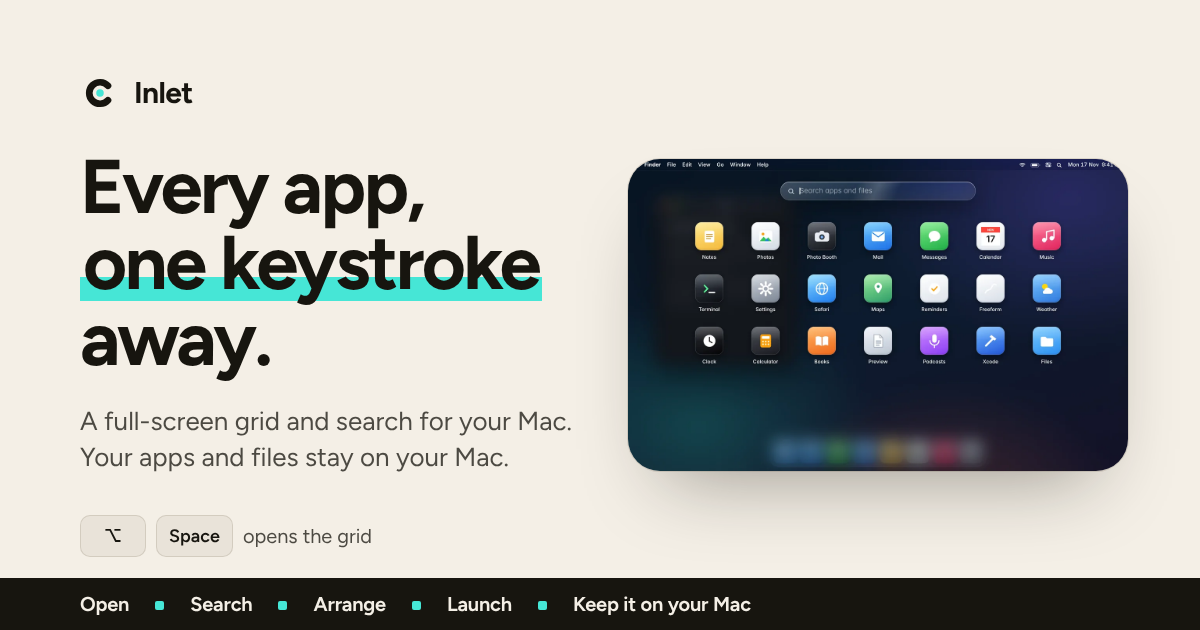 Inlet
Every app,
one keystroke
away.
A full-screen grid and search for your Mac.
Your apps and files stay on your Mac.
⌥ Space opens the grid
Finder File Edit View Go Window Help Mon 17 Nov 9:41
Search apps and files
17
Notes Photos Photo Booth Mail Messages Calendar Music
Terminal Settings Safari Maps Reminders Freeform Weather
Clock Calculator Books Preview Podcasts Xcode Files
Open Search Arrange Launch Keep it on your Mac